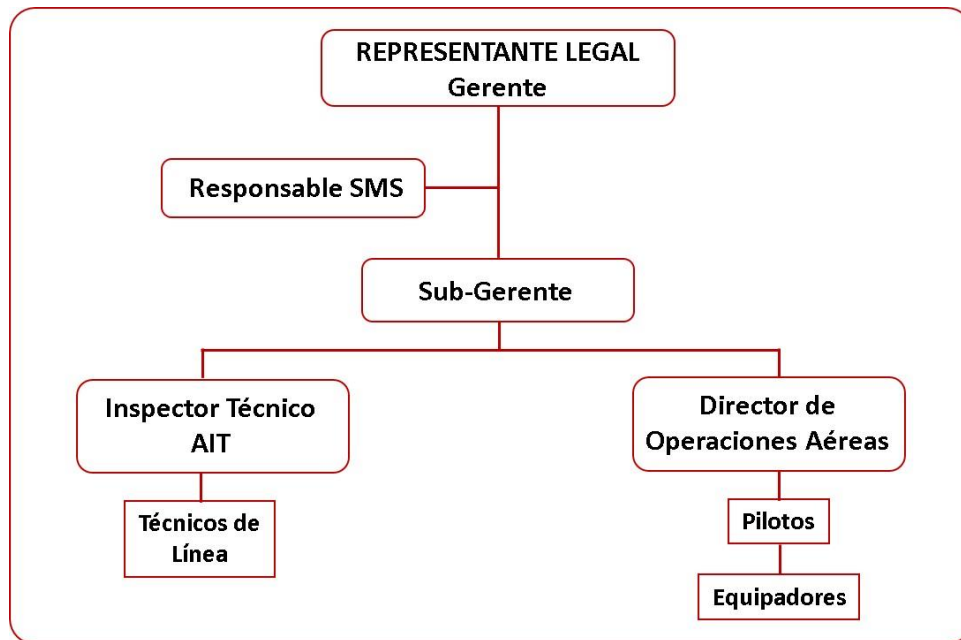 REPRESENTANTE LEGAL
Gerente
Responsable SMS
Sub-Gerente
Inspector Técnico
AIT
Director de
Operaciones Aéreas
Técnicos de
Línea
Pilotos
Equipadores